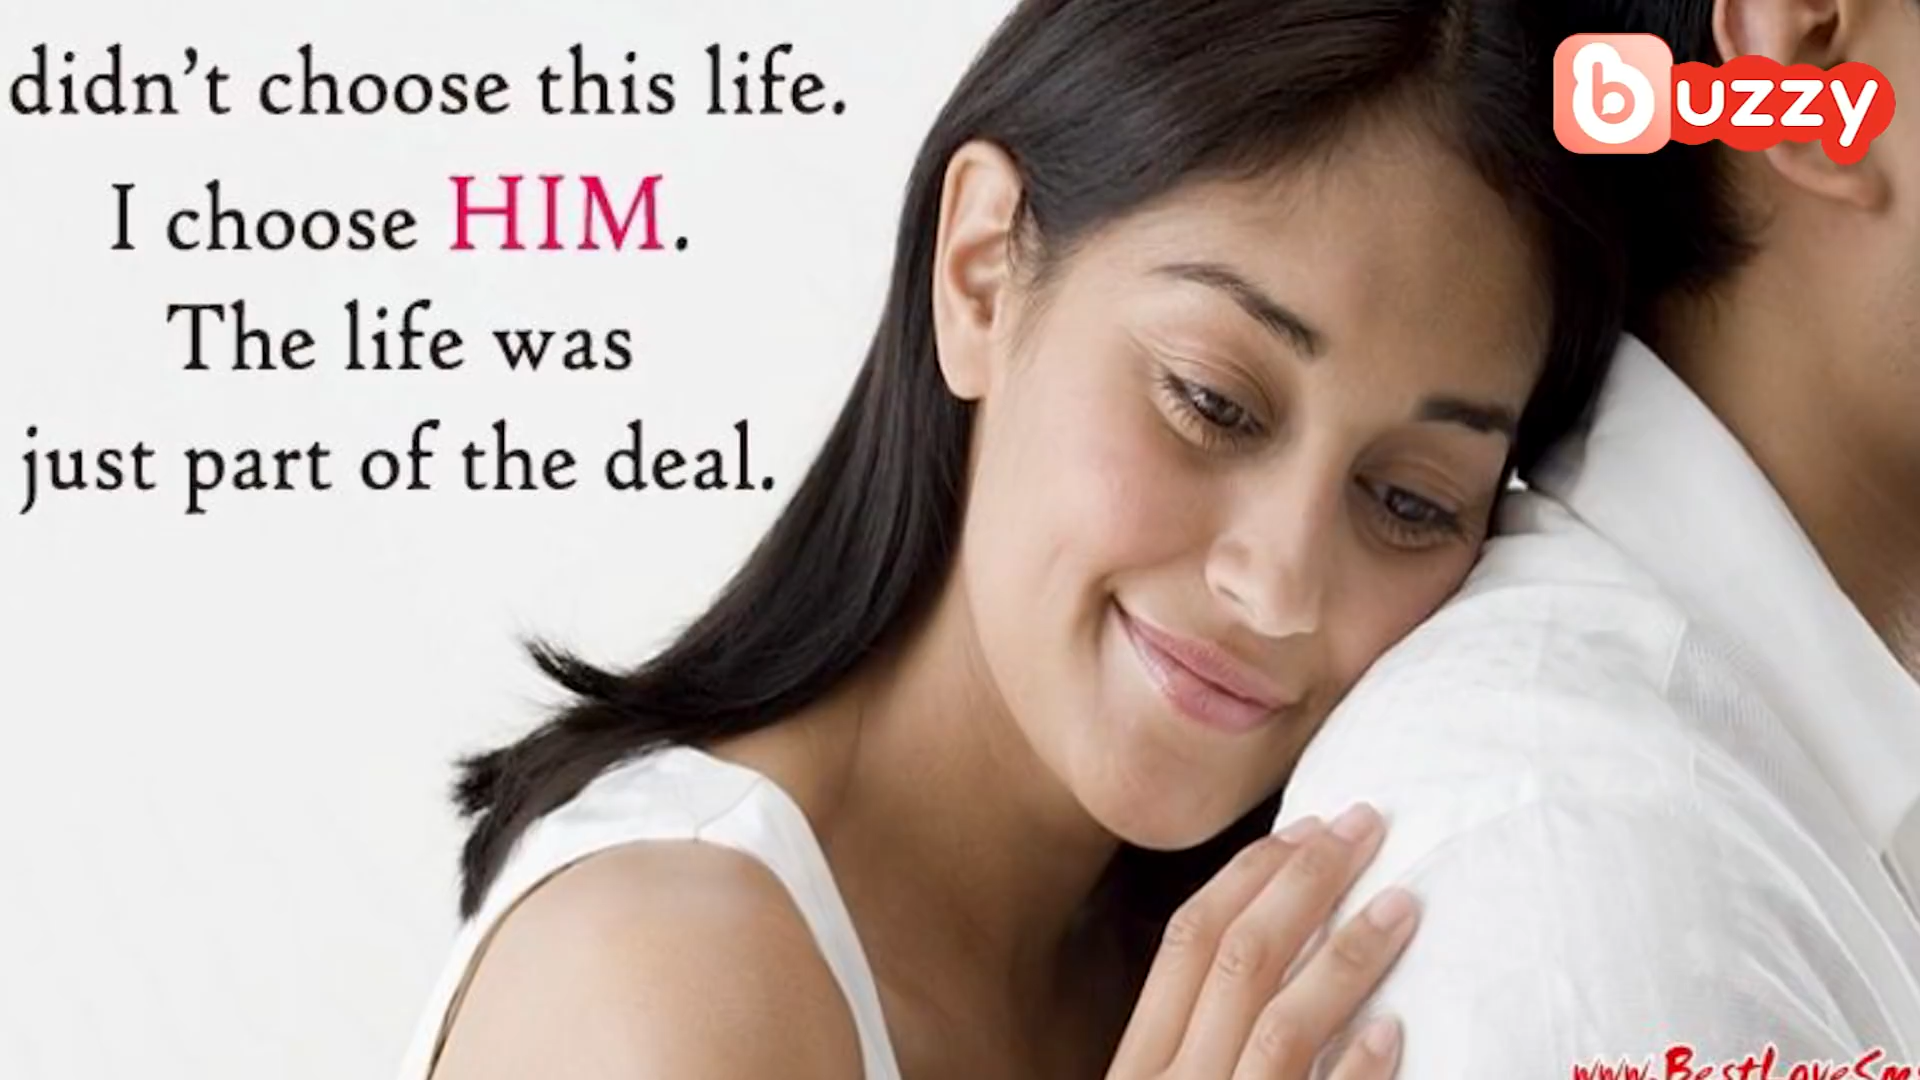 didn't choose this life.
buzzy
I choose HIM.
The life was
just part of the deal.